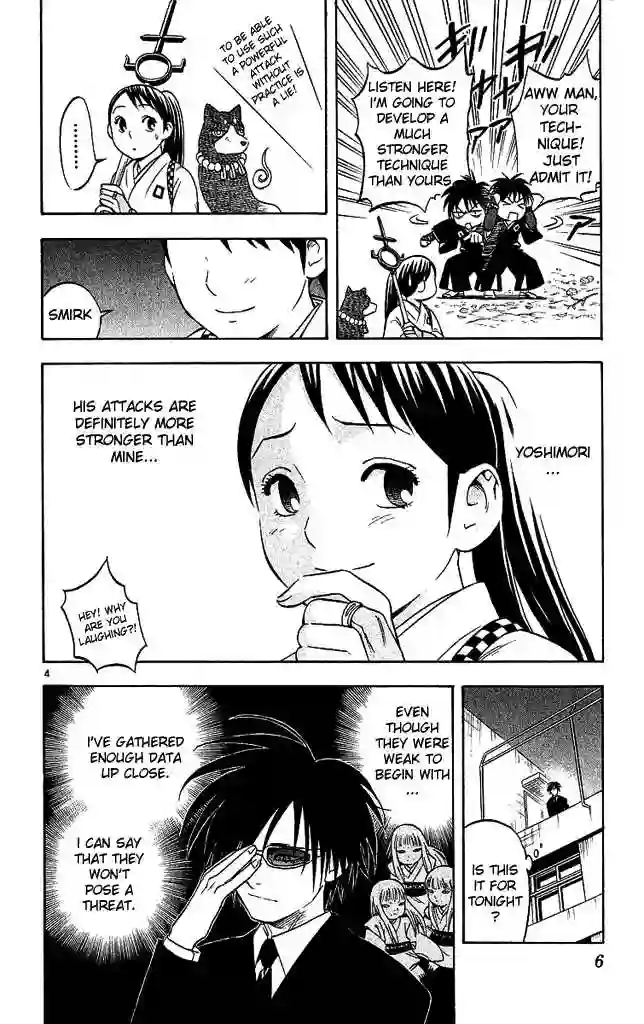 AWW MAN,
YOUR
TECH-
NIQUE!
JUST
ADMIT IT!
LISTEN HERE!
I'M GOING
TO
DEVELOP A
MUCH
STRONGER
TECHNIQUE
THAN YOURS
TO BE ABLE
TO USE SUCH
A POWERFUL
ATTACK
WITHOUT
PRACTICE IS
A LIE!
........
SMIRK
YOSHIMORI
...
HIS ATTACKS ARE
DEFINITELY MORE
STRONGER THAN
MINE...
HEY! WHY
ARE YOU
LAUGHING?!
4
IS THIS
IT FOR
TONIGHT
?
EVEN
THOUGH
THEY WERE
WEAK TO
BEGIN WITH
...
I'VE GATHERED
ENOUGH DATA
UP CLOSE.
I CAN SAY
THAT THEY
WON'T
POSE A
THREAT.
6